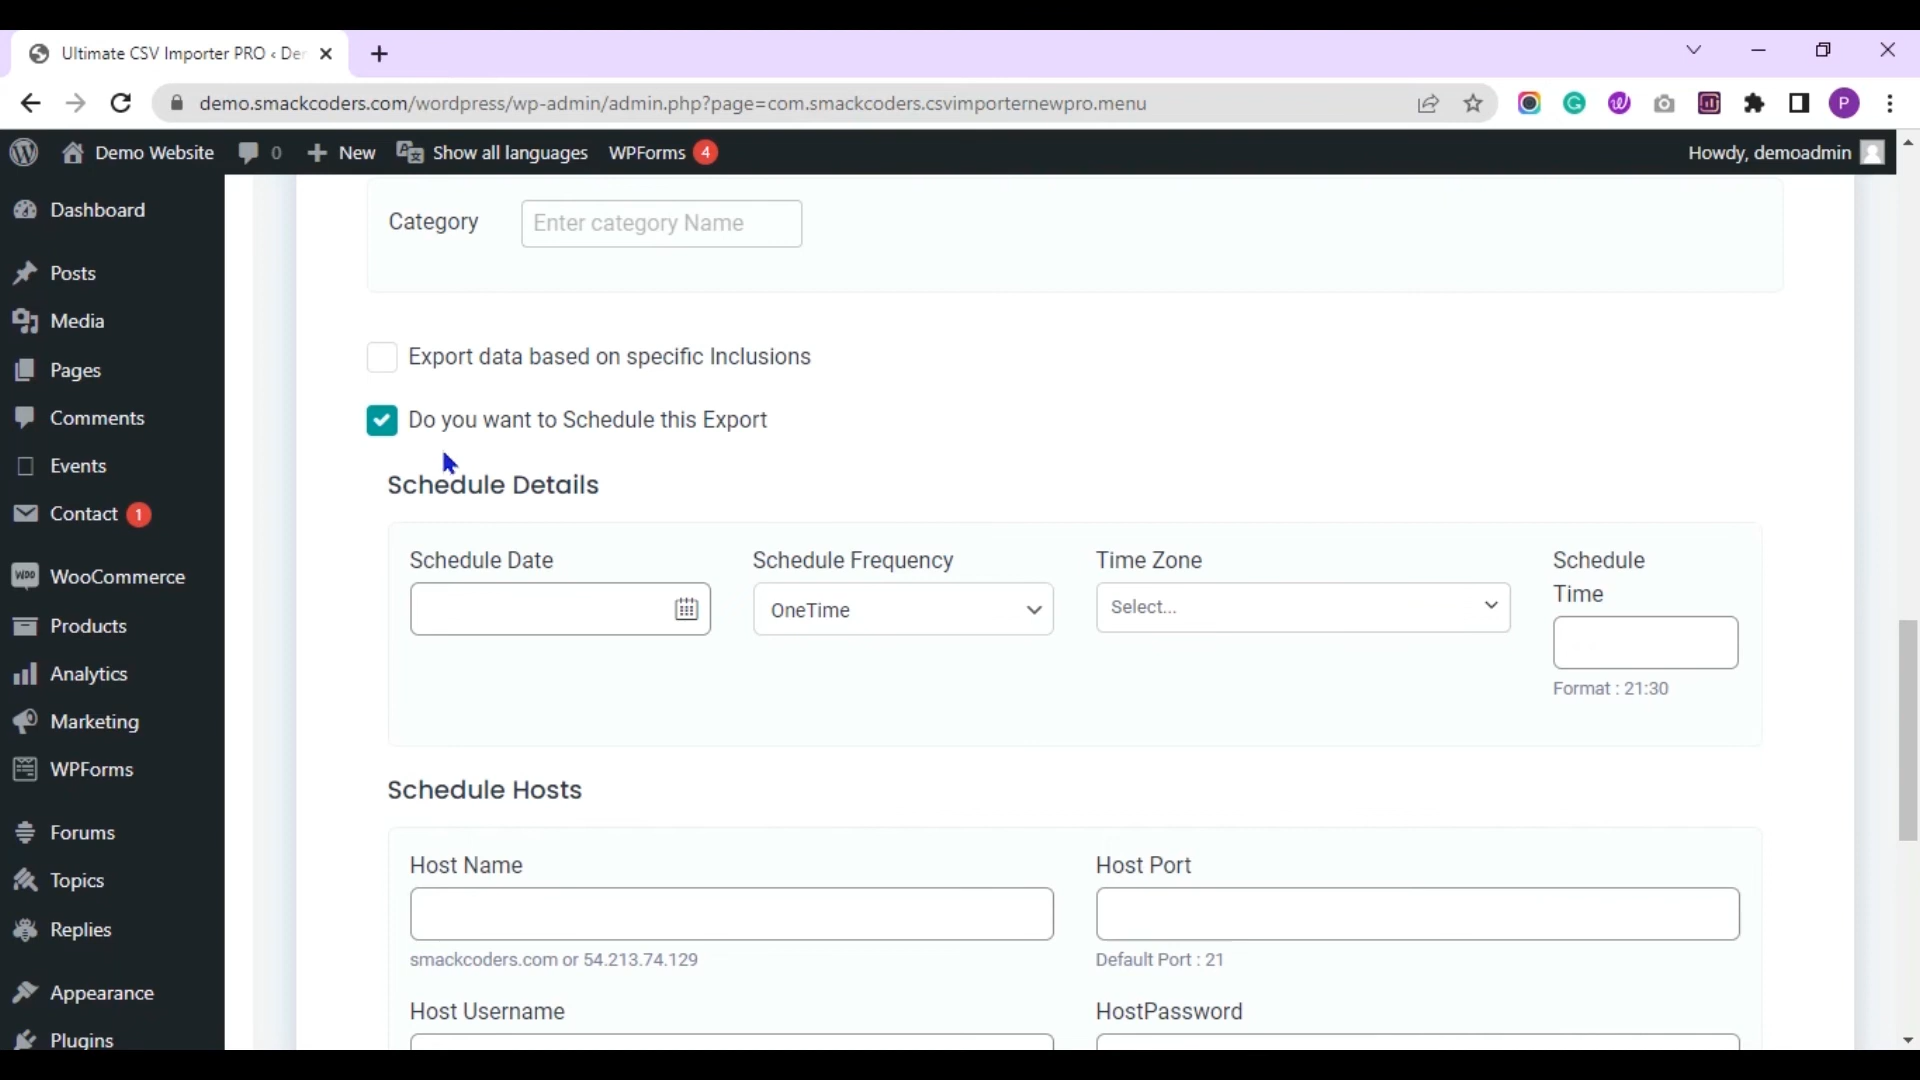 Ultimate CSV Importer PRO ‹ Der
demo.smackcoders.com/wordpress/wp-admin/admin.php?page=com.smackcoders.csvimporternewpro.menu
P
Demo Website 0 New Show all languages WPForms 4 Howdy, demoadmin
Dashboard
Posts
Media
Pages
Comments
Events
Contact 1
WooCommerce
Products
Analytics
Marketing
WPForms
Forums
Topics
Replies
Appearance
Plugins
Category Enter category Name
Export data based on specific Inclusions
Do you want to Schedule this Export
Schedule Details
Schedule Date Schedule Frequency Time Zone Schedule
Time
OneTime Select...
Format : 21:30
Schedule Hosts
Host Name Host Port
smackcoders.com or 54.213.74.129 Default Port : 21
Host Username HostPassword